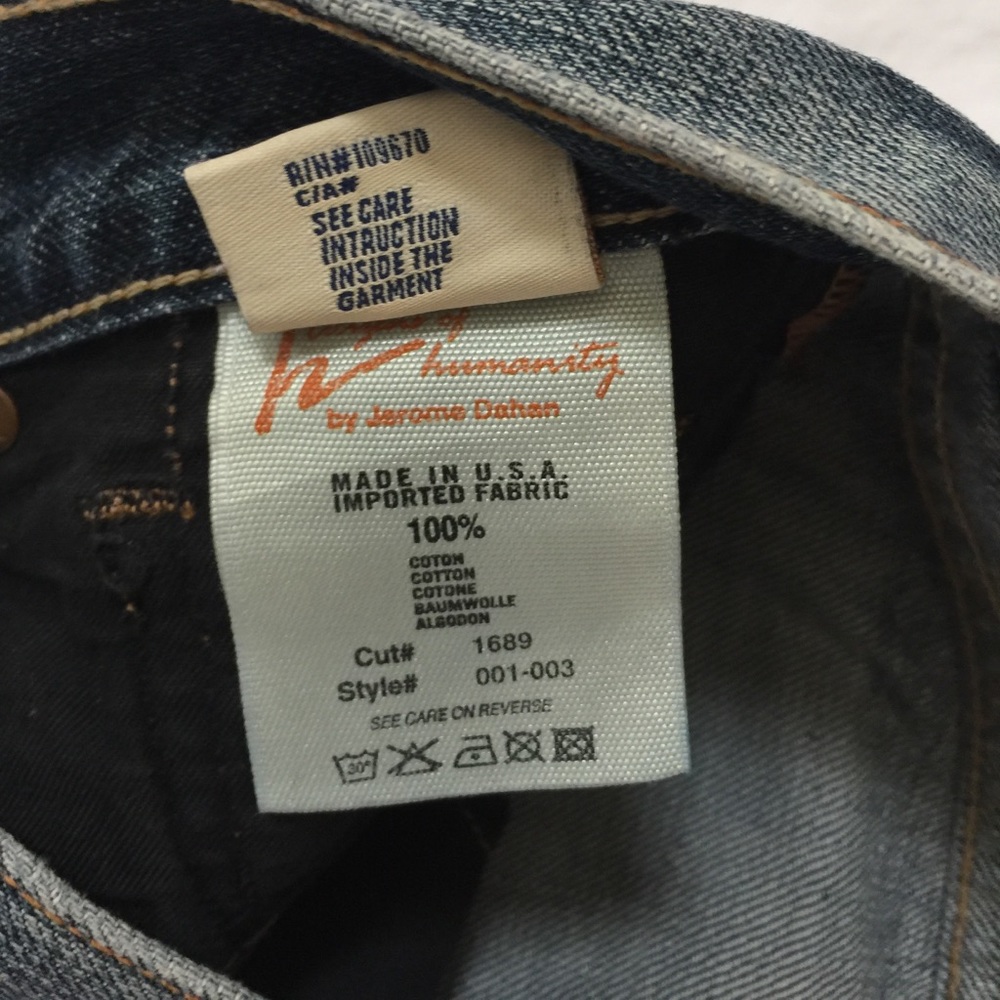 R/N#109670
C/A#
SEE CARE
INTRUCTION
INSIDE THE
GARMENT
humanity
by Jerome Dahan
MADE IN U.S.A.
IMPORTED FABRIC
100%
COTON
COTTON
COTONE
BAUMWOLLE
ALGODON
Cut# 1689
Style# 001-003
SEE CARE ON REVERSE
30°